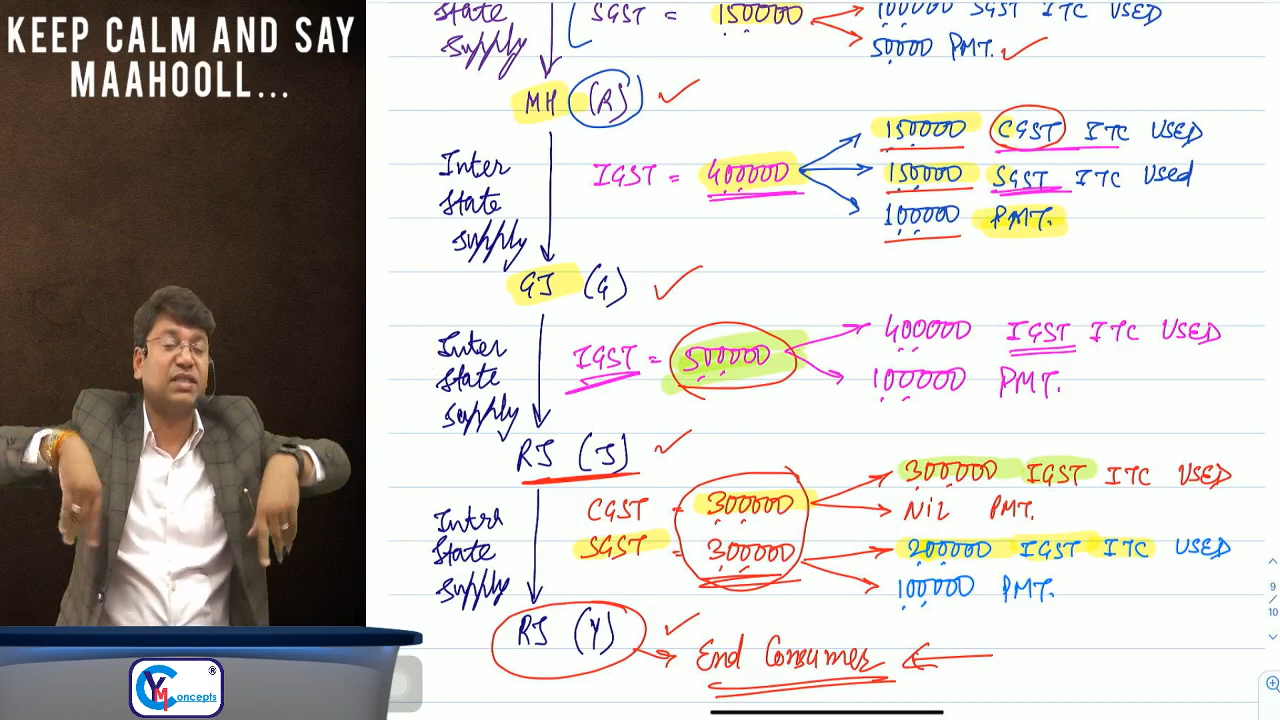 KEEP CALM AND SAY
MAAHOOLL...
State
Supply
SGST = 150000
100000 SGST ITC USED
50000 PMT.
MH (R)
Inter
State
Supply
IGST = 400000
150000 CGST ITC USED
150000 SGST ITC Used
100000 PMT.
GJ (G)
Inter
State
Supply
IGST = 500000
400000 IGST ITC USED
100000 PMT.
RJ (J)
Intra
State
Supply
CGST = 300000
300000 IGST ITC USED
Nil PMT.
SGST = 300000
200000 IGST ITC USED
100000 PMT.
RJ (Y)
End Consumer
9
/
10
YM Concepts ®